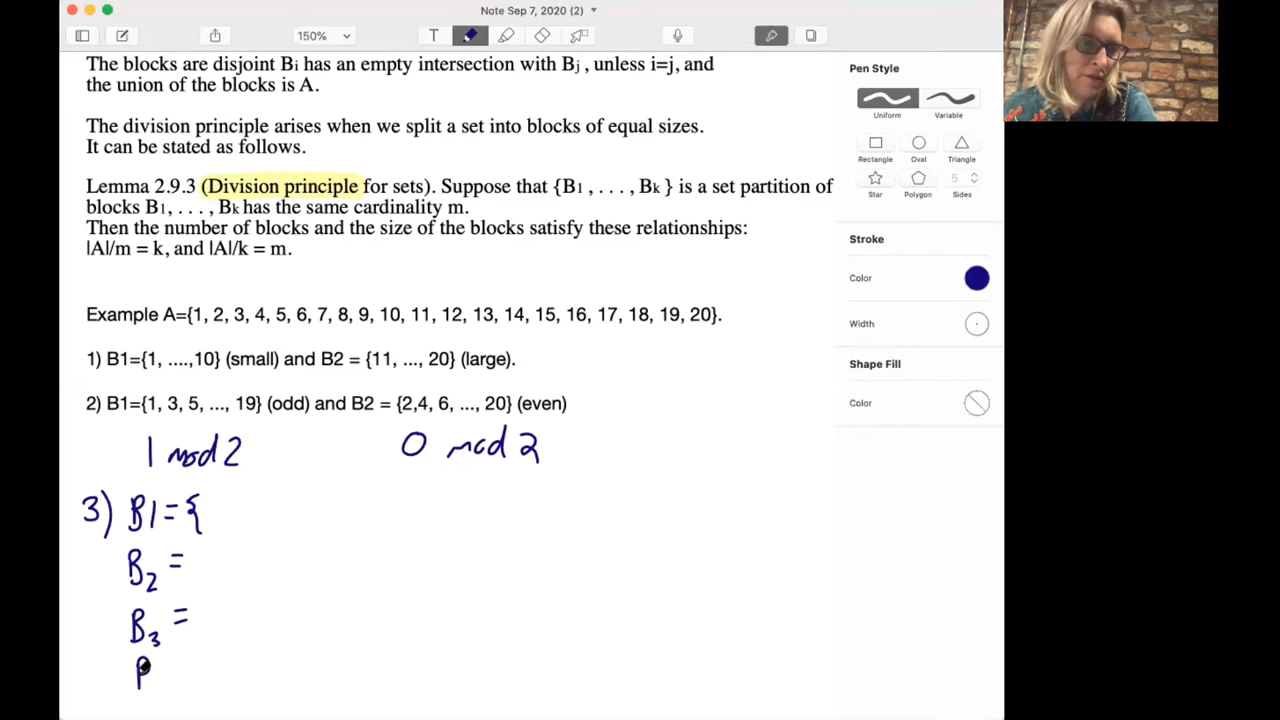 Note Sep 7, 2020 (2)
150%
T
The blocks are disjoint Bi has an empty intersection with Bj , unless i=j, and
the union of the blocks is A.
The division principle arises when we split a set into blocks of equal sizes.
It can be stated as follows.
Lemma 2.9.3 (Division principle for sets). Suppose that {B1 , . . . , Bk } is a set partition of
blocks B1, . . . , Bk has the same cardinality m.
Then the number of blocks and the size of the blocks satisfy these relationships:
|A|/m = k, and |A|/k = m.
Example A={1, 2, 3, 4, 5, 6, 7, 8, 9, 10, 11, 12, 13, 14, 15, 16, 17, 18, 19, 20}.
1) B1={1, ....,10} (small) and B2 = {11, ..., 20} (large).
2) B1={1, 3, 5, ..., 19} (odd) and B2 = {2,4, 6, ..., 20} (even)
1 mod 2 0 mod 2
3) B1 = {
B2 =
B3 =
Pen Style
Uniform Variable
Rectangle Oval Triangle
5
Star Polygon Sides
Stroke
Color
Width
Shape Fill
Color